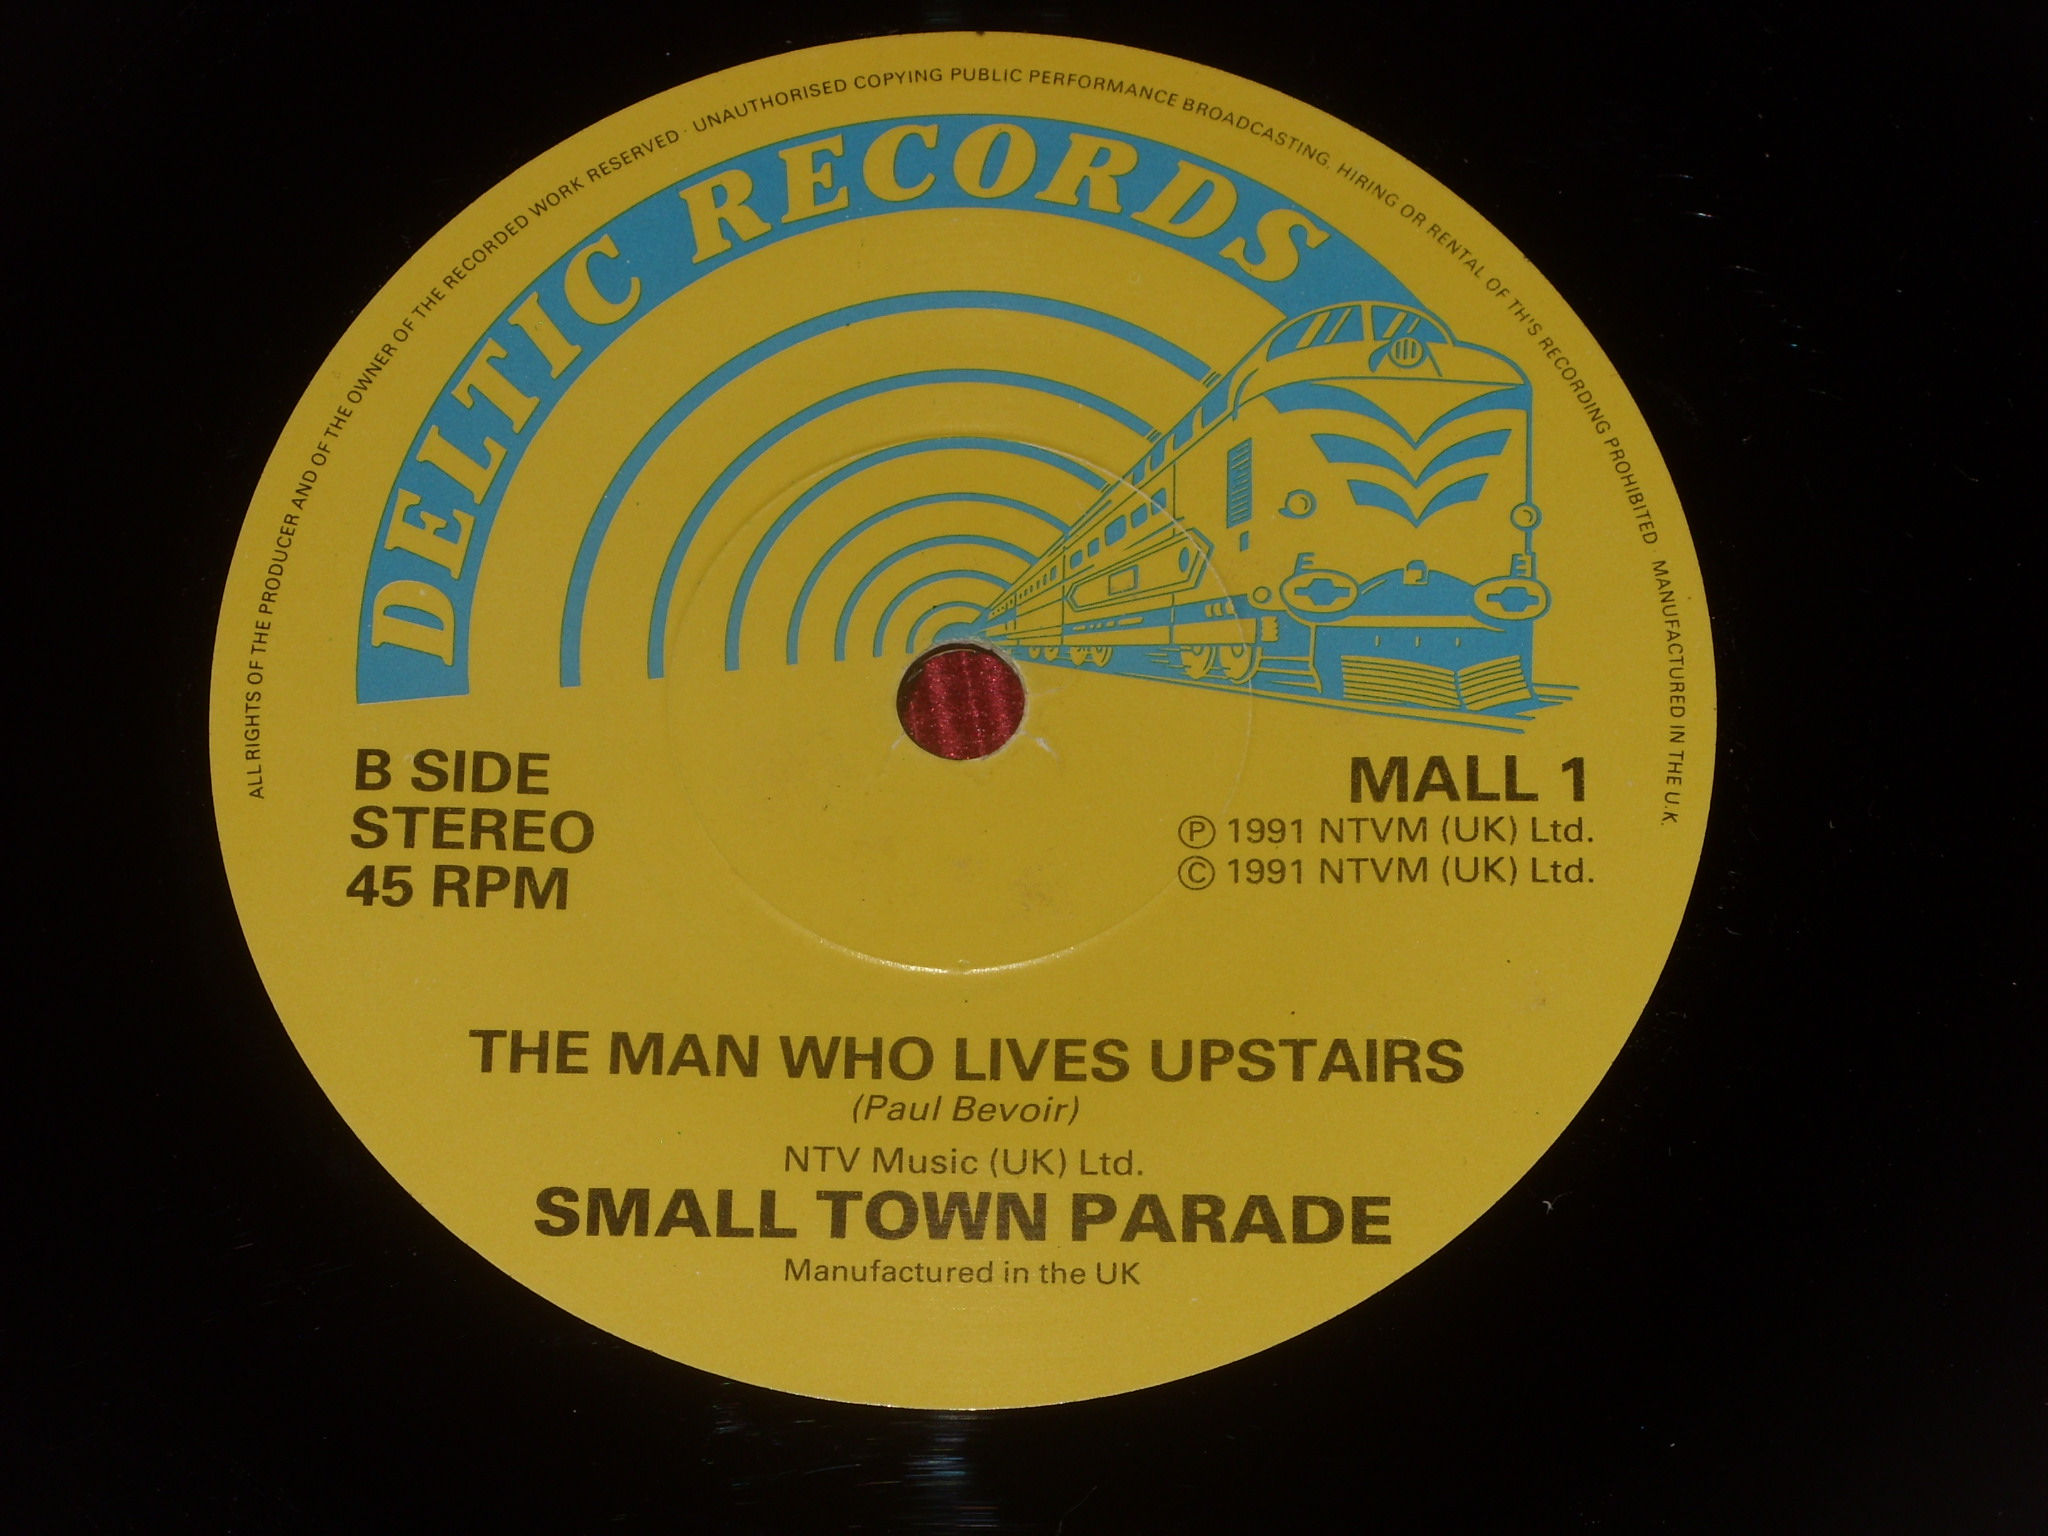 ALL RIGHTS OF THE PRODUCER AND OF THE OWNER OF THE RECORDED WORK RESERVED · UNAUTHORISED COPYING PUBLIC PERFORMANCE BROADCASTING, HIRING OR RENTAL OF TH'S RECORDING PROHIBITED · MANUFACTURED IN THE U.K.
DELTIC RECORDS
B SIDE
STEREO
45 RPM
MALL 1
Ⓟ 1991 NTVM (UK) Ltd.
© 1991 NTVM (UK) Ltd.
THE MAN WHO LIVES UPSTAIRS
(Paul Bevoir)
NTV Music (UK) Ltd.
SMALL TOWN PARADE
Manufactured in the UK